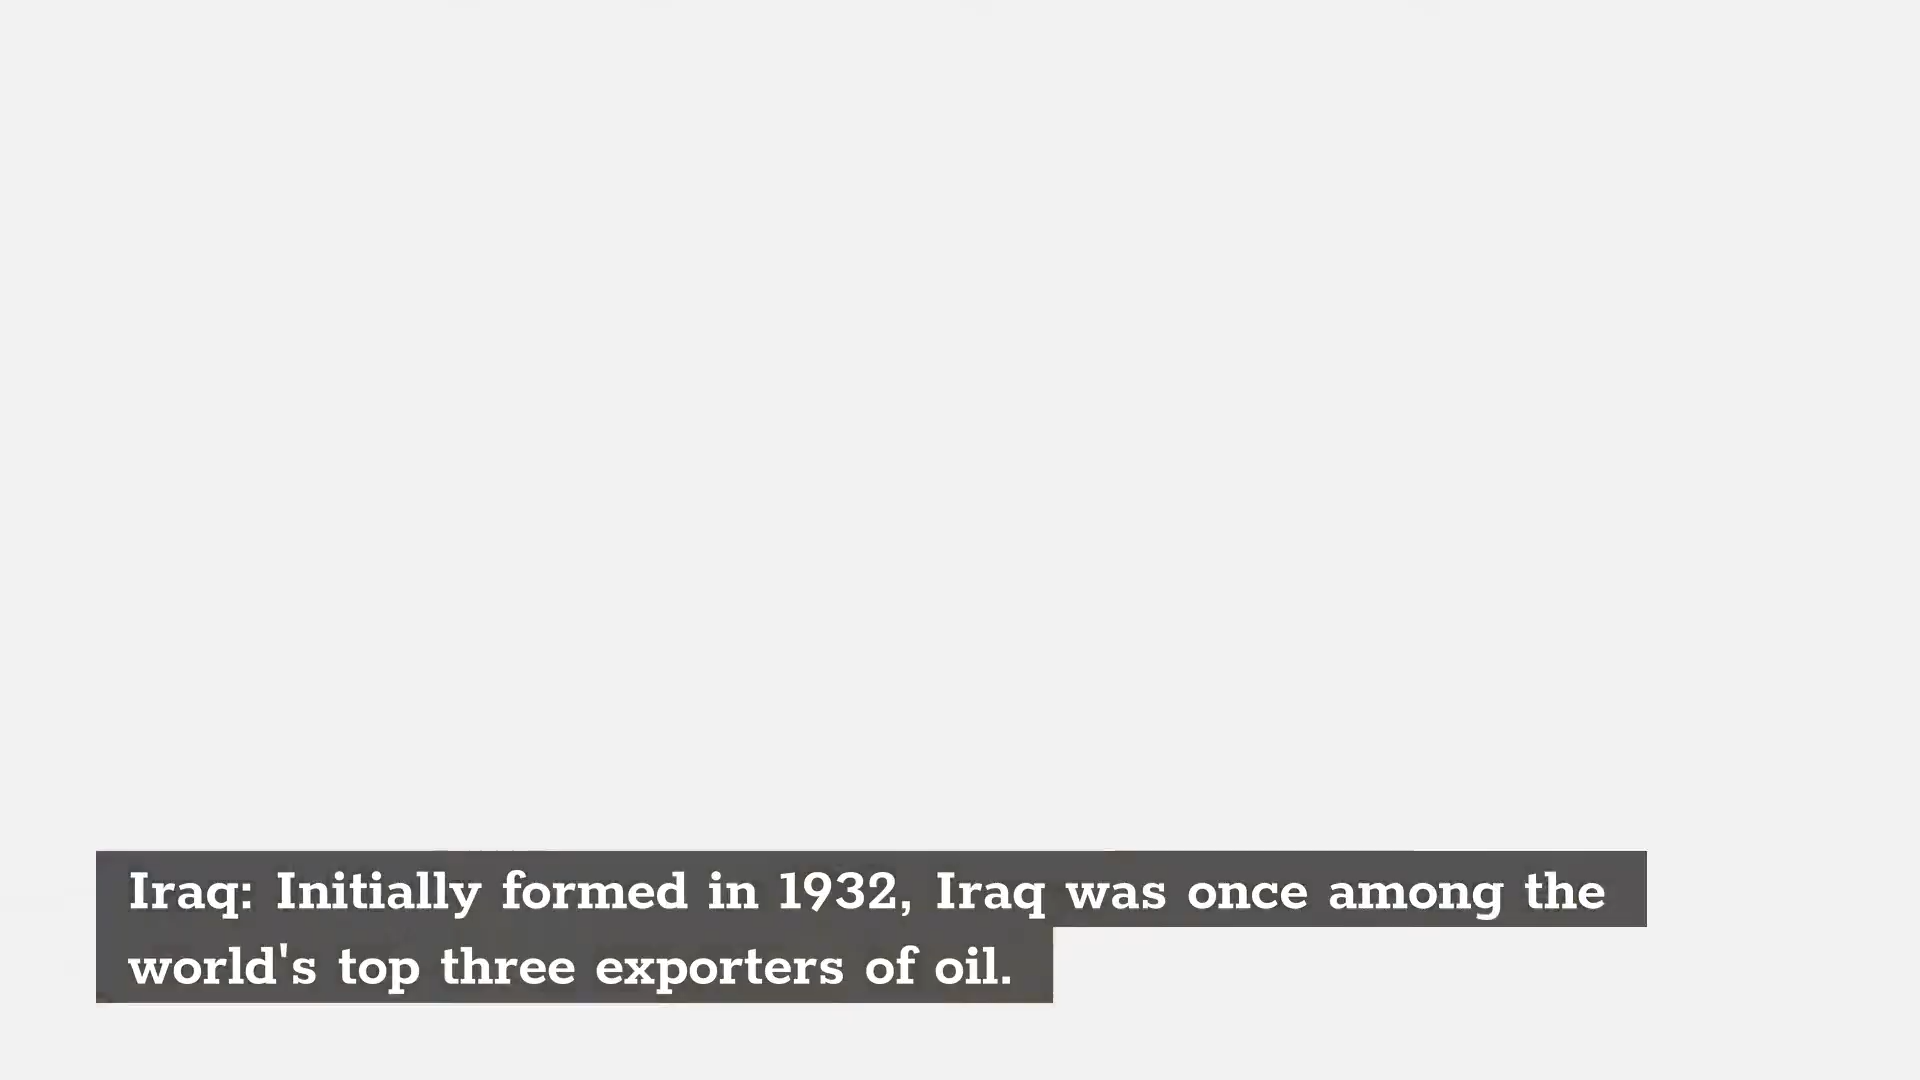 Iraq: Initially formed in 1932, Iraq was once among the
world's top three exporters of oil.